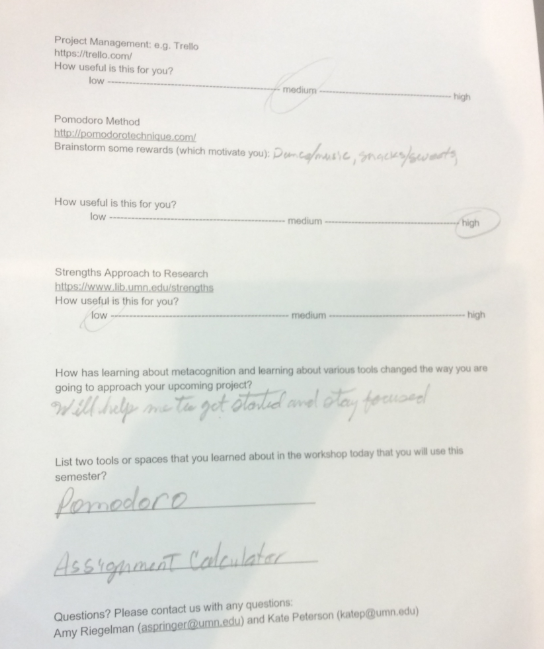 Project Management: e.g. Trello
https://trello.com/
How useful is this for you?
low ---------- medium ---------- high
Pomodoro Method
http://pomodorotechnique.com/
Brainstorm some rewards (which motivate you): Dance/music, snacks/sweets
How useful is this for you?
low ---------- medium ---------- high
Strengths Approach to Research
https://www.lib.umn.edu/strengths
How useful is this for you?
low ---------- medium ---------- high
How has learning about metacognition and learning about various tools changed the way you are
going to approach your upcoming project?
Will help me to get started and stay focused
List two tools or spaces that you learned about in the workshop today that you will use this
semester?
Pomodoro
Assignment Calculator
Questions? Please contact us with any questions:
Amy Riegelman (aspringer@umn.edu) and Kate Peterson (katep@umn.edu)